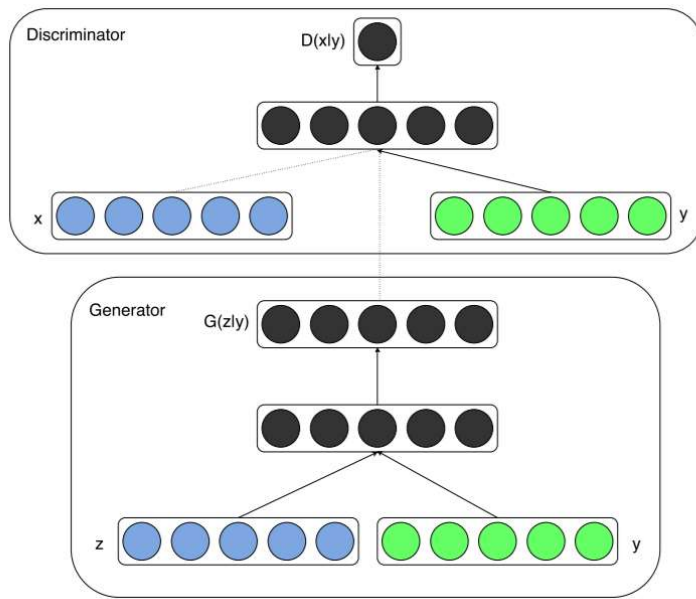 Discriminator
D(x|y)
x
y
Generator
G(z|y)
z
y